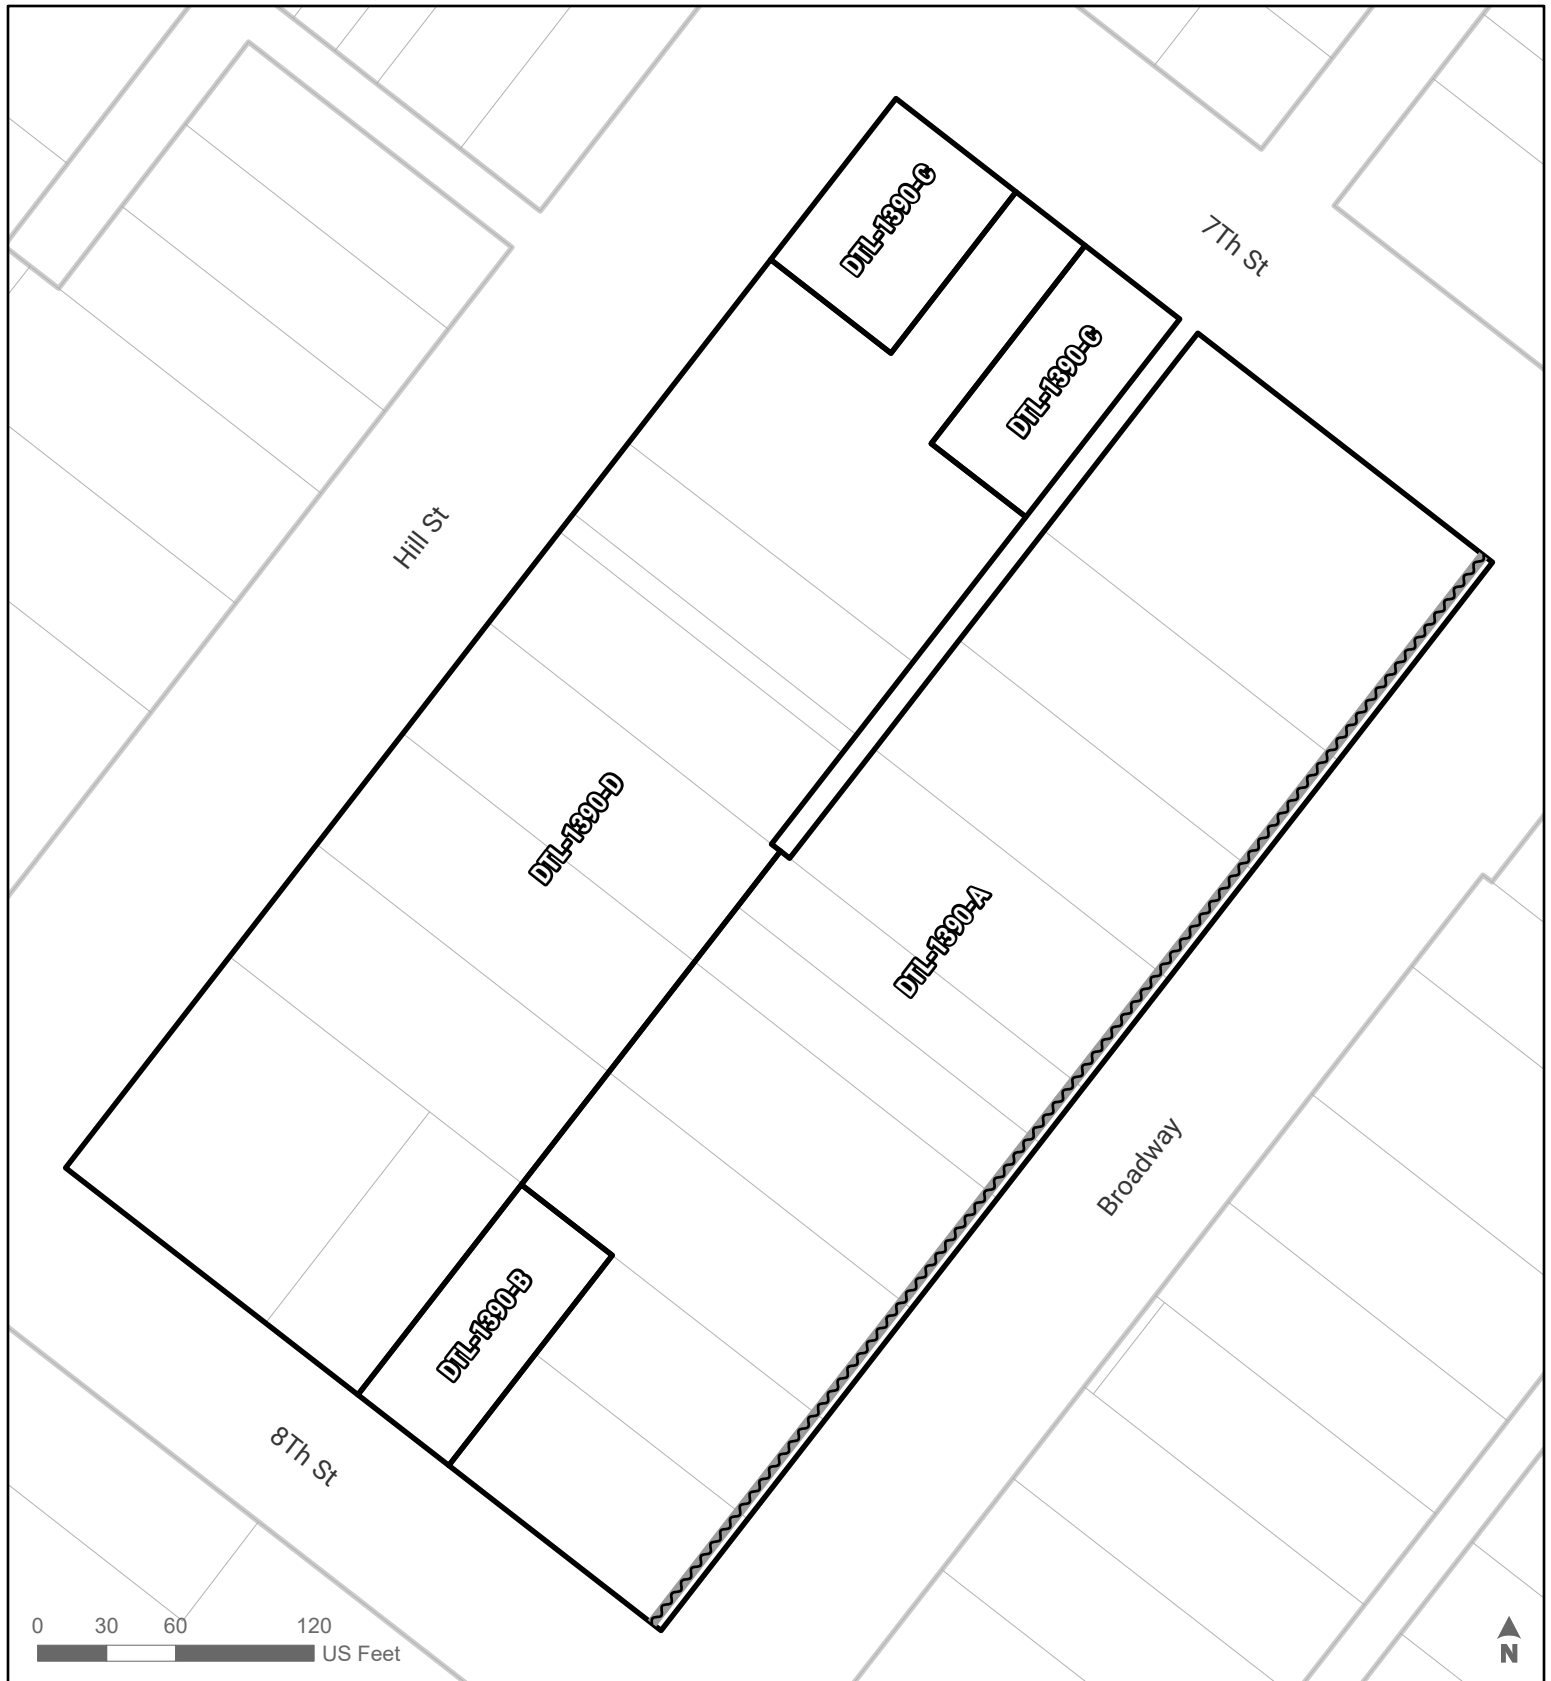 DTL-1390-C
7Th St
DTL-1390-C
Hill St
DTL-1390-D
DTL-1390-A
Broadway
DTL-1390-B
8Th St
0 30 60 120
US Feet
N